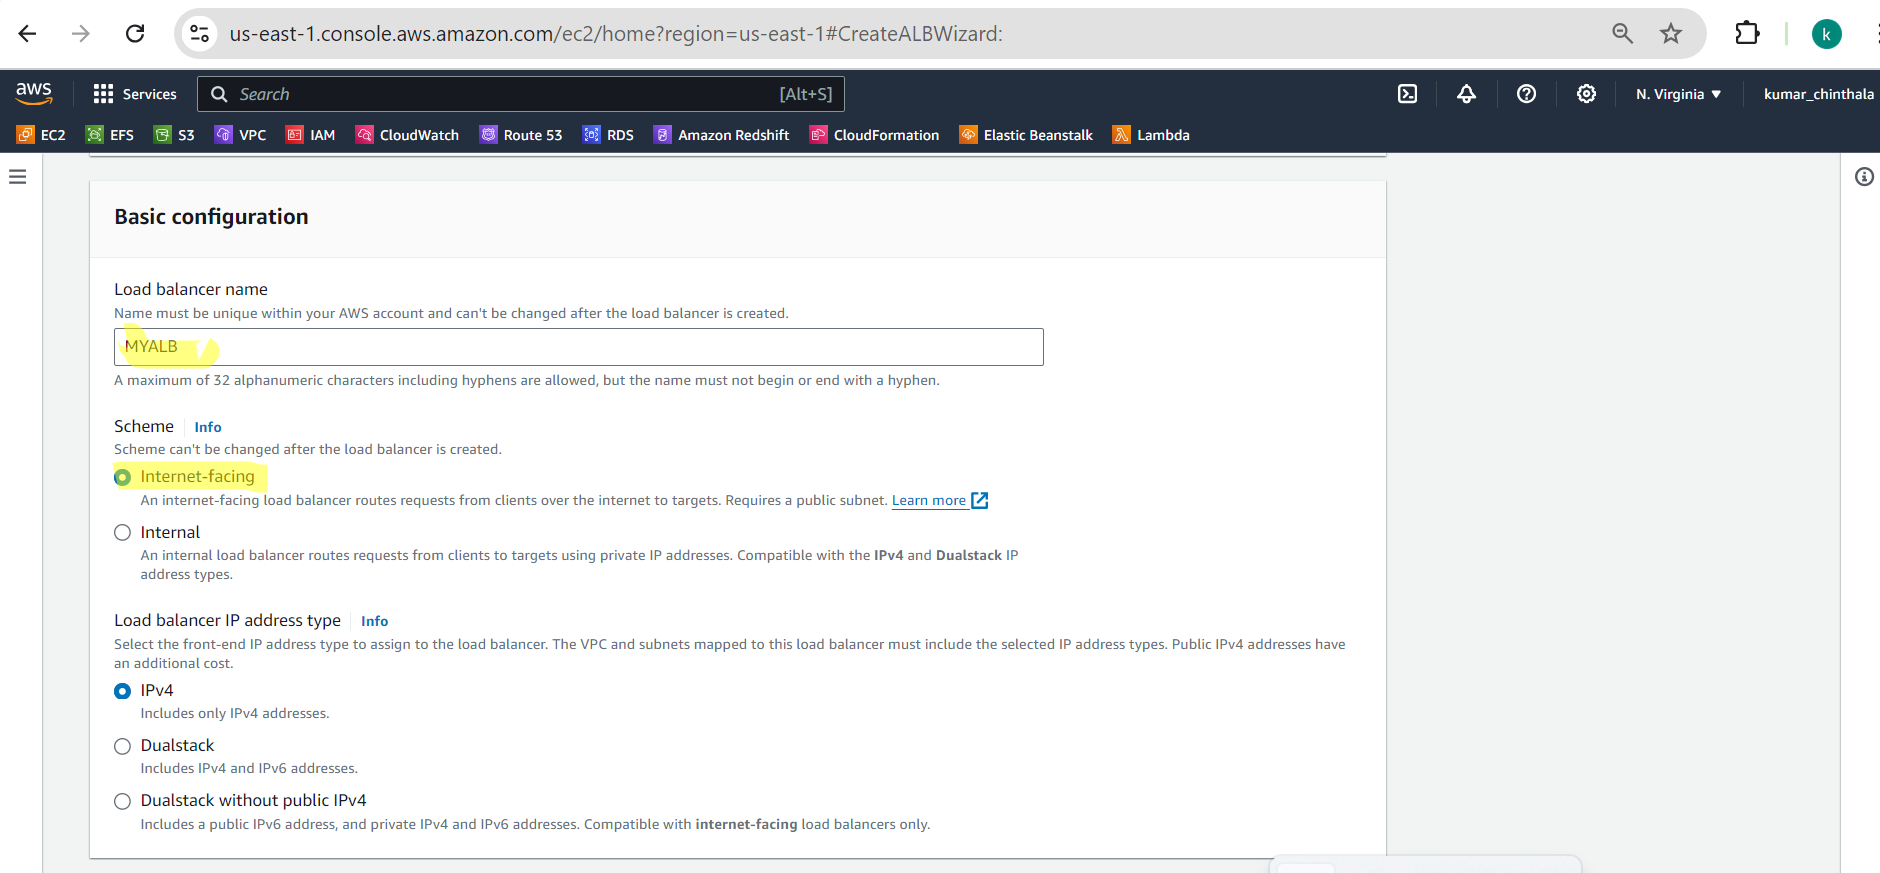 us-east-1.console.aws.amazon.com/ec2/home?region=us-east-1#CreateALBWizard:
k
aws
Services
Search
[Alt+S]
N. Virginia
kumar_chinthala
EC2
EFS
S3
VPC
IAM
CloudWatch
Route 53
RDS
Amazon Redshift
CloudFormation
Elastic Beanstalk
Lambda
Basic configuration
Load balancer name
Name must be unique within your AWS account and can't be changed after the load balancer is created.
MYALB
A maximum of 32 alphanumeric characters including hyphens are allowed, but the name must not begin or end with a hyphen.
Scheme
Info
Scheme can't be changed after the load balancer is created.
Internet-facing
An internet-facing load balancer routes requests from clients over the internet to targets. Requires a public subnet. Learn more
Internal
An internal load balancer routes requests from clients to targets using private IP addresses. Compatible with the IPv4 and Dualstack IP
address types.
Load balancer IP address type
Info
Select the front-end IP address type to assign to the load balancer. The VPC and subnets mapped to this load balancer must include the selected IP address types. Public IPv4 addresses have
an additional cost.
IPv4
Includes only IPv4 addresses.
Dualstack
Includes IPv4 and IPv6 addresses.
Dualstack without public IPv4
Includes a public IPv6 address, and private IPv4 and IPv6 addresses. Compatible with internet-facing load balancers only.